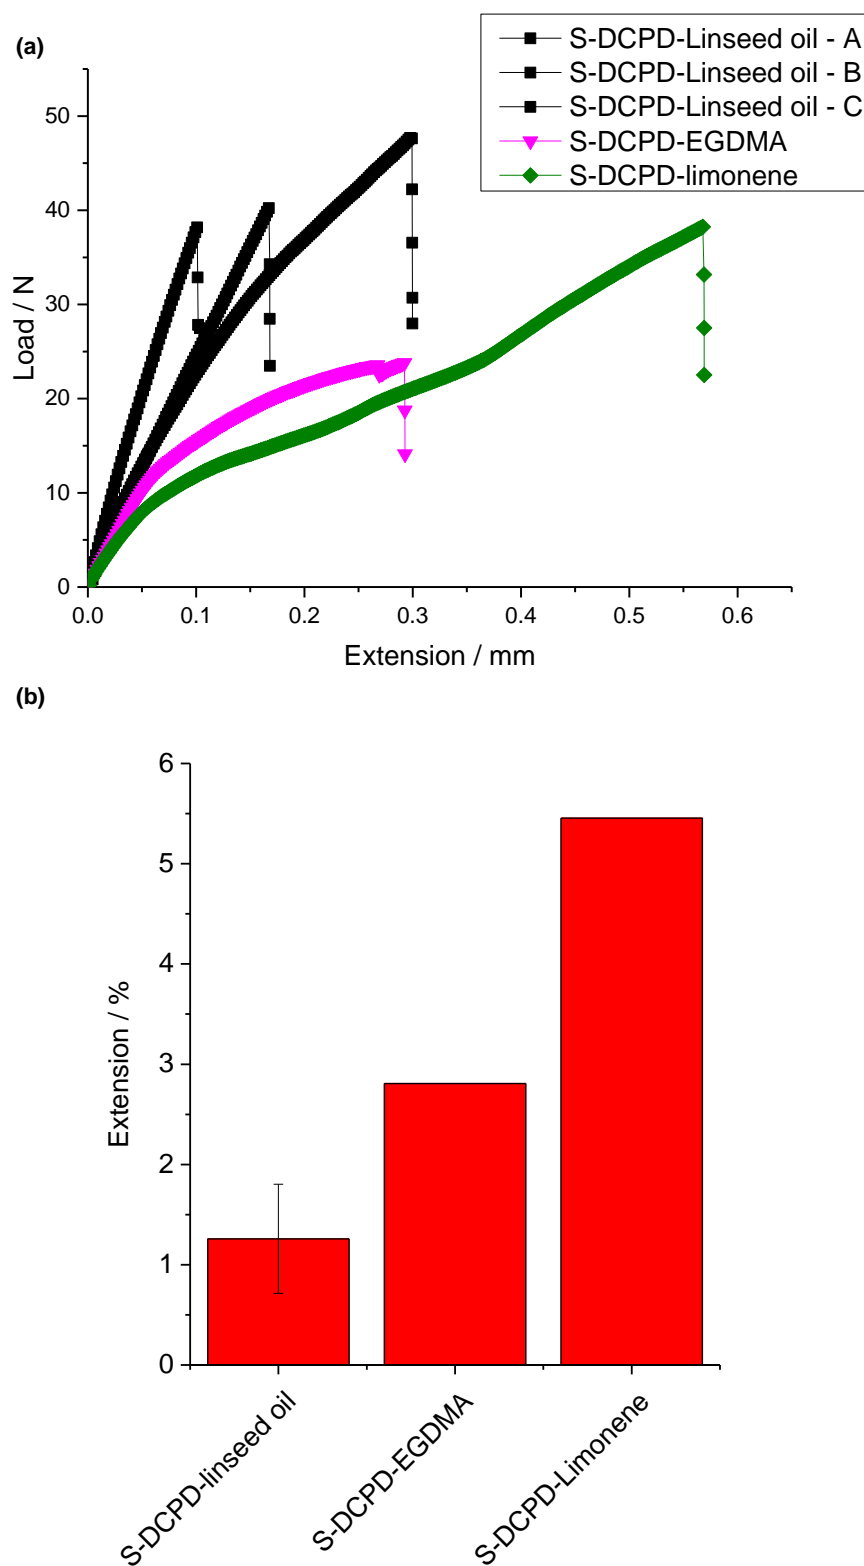 (a)
S-DCPD-Linseed oil - A
S-DCPD-Linseed oil - B
S-DCPD-Linseed oil - C
S-DCPD-EGDMA
S-DCPD-limonene
50
40
30
20
10
0
Load / N
0.0 0.1 0.2 0.3 0.4 0.5 0.6
Extension / mm
(b)
6
5
4
3
2
1
0
Extension / %
S-DCPD-linseed oil
S-DCPD-EGDMA
S-DCPD-Limonene